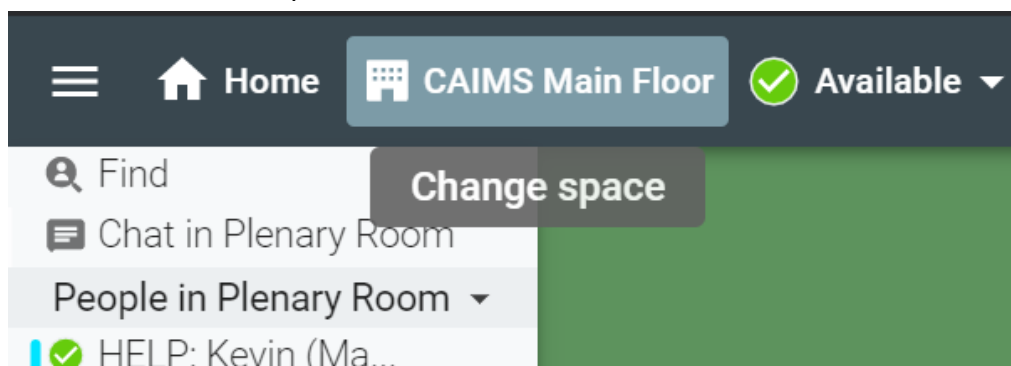 Home CAIMS Main Floor Available
Find
Change space
Chat in Plenary Room
People in Plenary Room
HELP: Kevin (Ma...